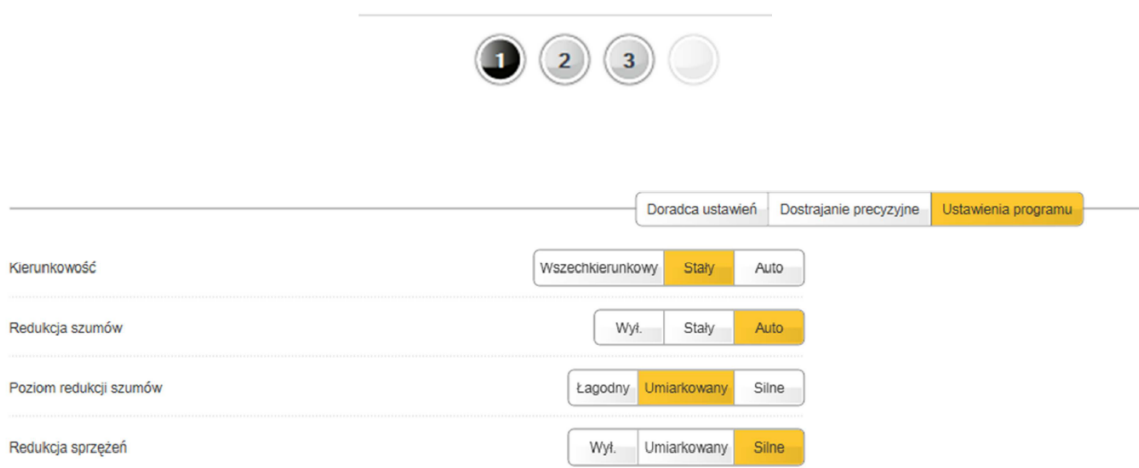 1 2 3
Doradca ustawień Dostrajanie precyzyjne Ustawienia programu
Kierunkowość Wszechkierunkowy Stały Auto
Redukcja szumów Wył. Stały Auto
Poziom redukcji szumów Łagodny Umiarkowany Silne
Redukcja sprzężeń Wył. Umiarkowany Silne